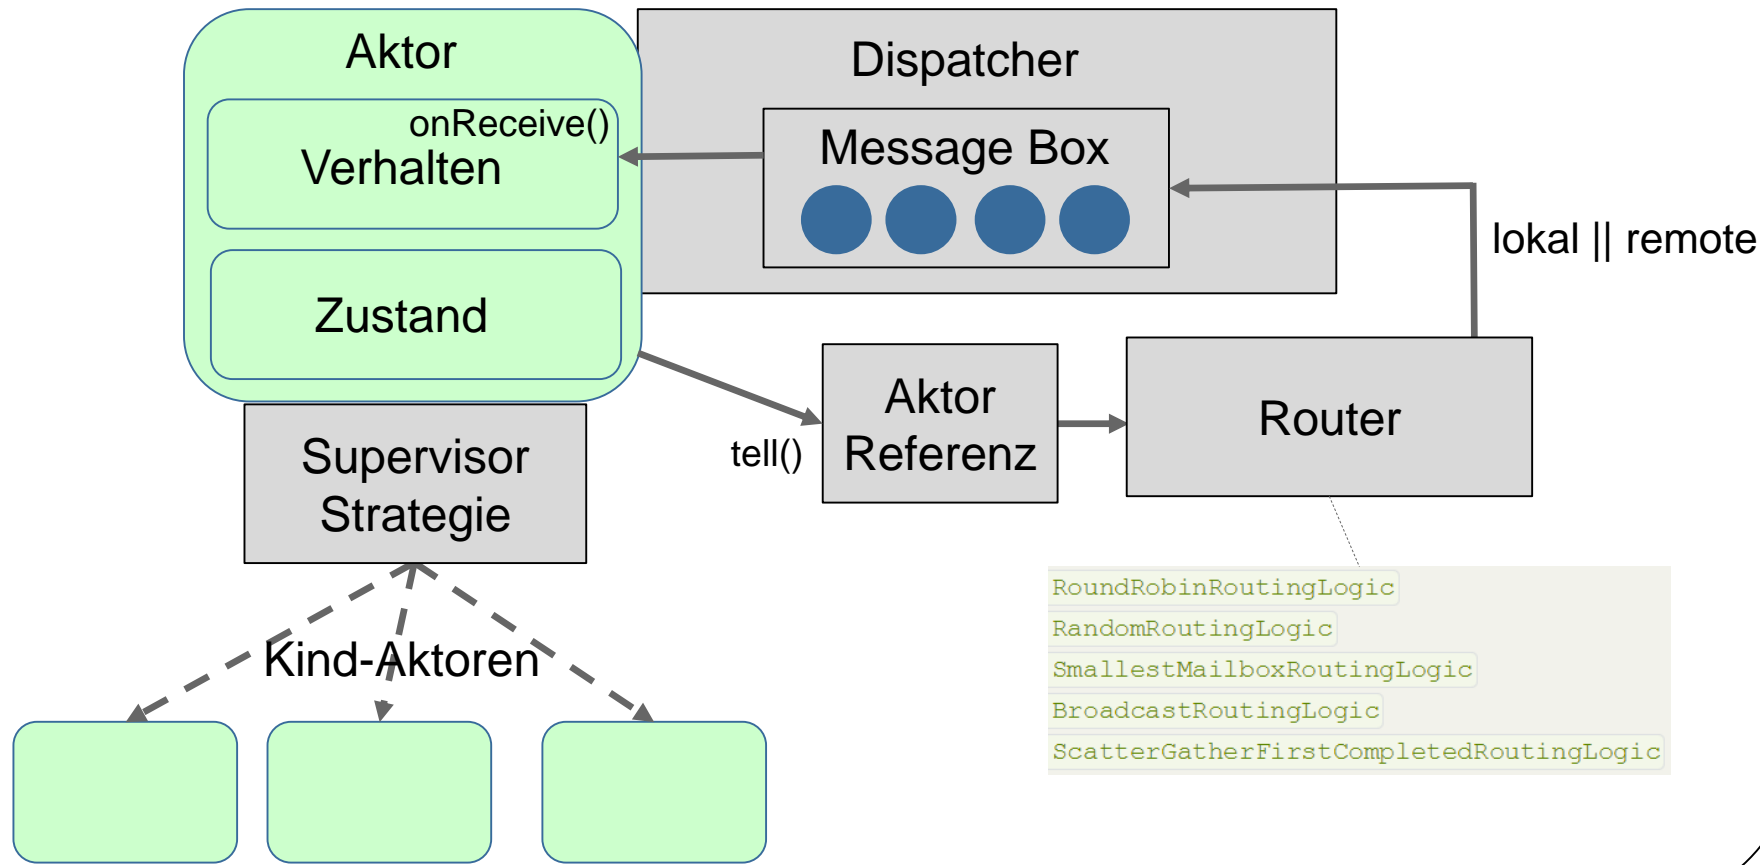 Aktor
onReceive()
Verhalten
Zustand
Dispatcher
Message Box
lokal || remote
Supervisor
Strategie
tell()
Aktor
Referenz
Router
Kind-Aktoren
RoundRobinRoutingLogic
RandomRoutingLogic
SmallestMailboxRoutingLogic
BroadcastRoutingLogic
ScatterGatherFirstCompletedRoutingLogic